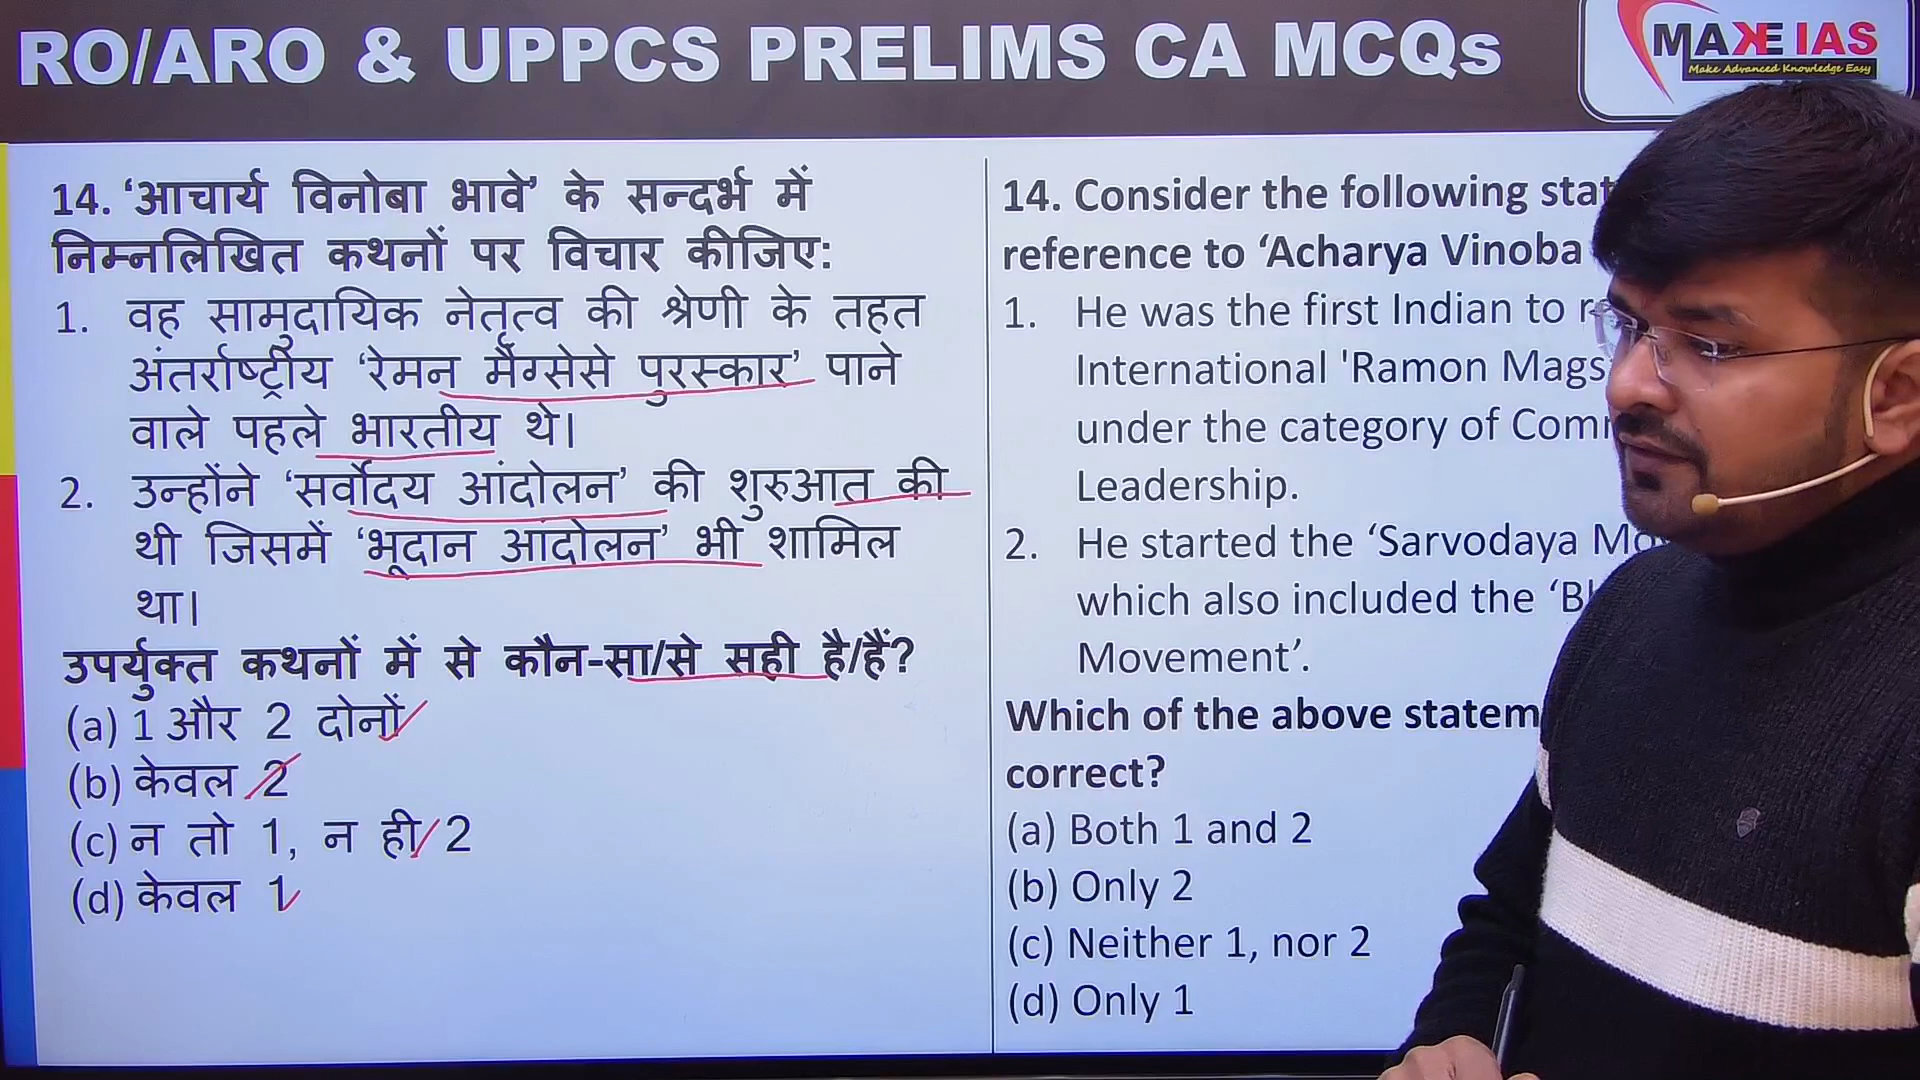 RO/ARO & UPPCS PRELIMS CA MCQs
MAKE IAS
Make Advanced Knowledge Easy
14. ‘आचार्य विनोबा भावे’ के सन्दर्भ में
निम्नलिखित कथनों पर विचार कीजिए:
1. वह सामुदायिक नेतृत्व की श्रेणी के तहत
अंतर्राष्ट्रीय ‘रेमन मैग्सेसे पुरस्कार’ पाने
वाले पहले भारतीय थे।
2. उन्होंने ‘सर्वोदय आंदोलन’ की शुरुआत की
थी जिसमें ‘भूदान आंदोलन’ भी शामिल
था।
उपर्युक्त कथनों में से कौन-सा/से सही है/हैं?
(a) 1 और 2 दोनों
(b) केवल 2
(c) न तो 1, न ही 2
(d) केवल 1
14. Consider the following
reference to ‘Acharya Vinoba
1. He was the first Indian to
International 'Ramon
under the category of
Leadership.
2. He started the ‘Sarvodaya
which also included the
Movement’.
Which of the above
correct?
(a) Both 1 and 2
(b) Only 2
(c) Neither 1, nor 2
(d) Only 1